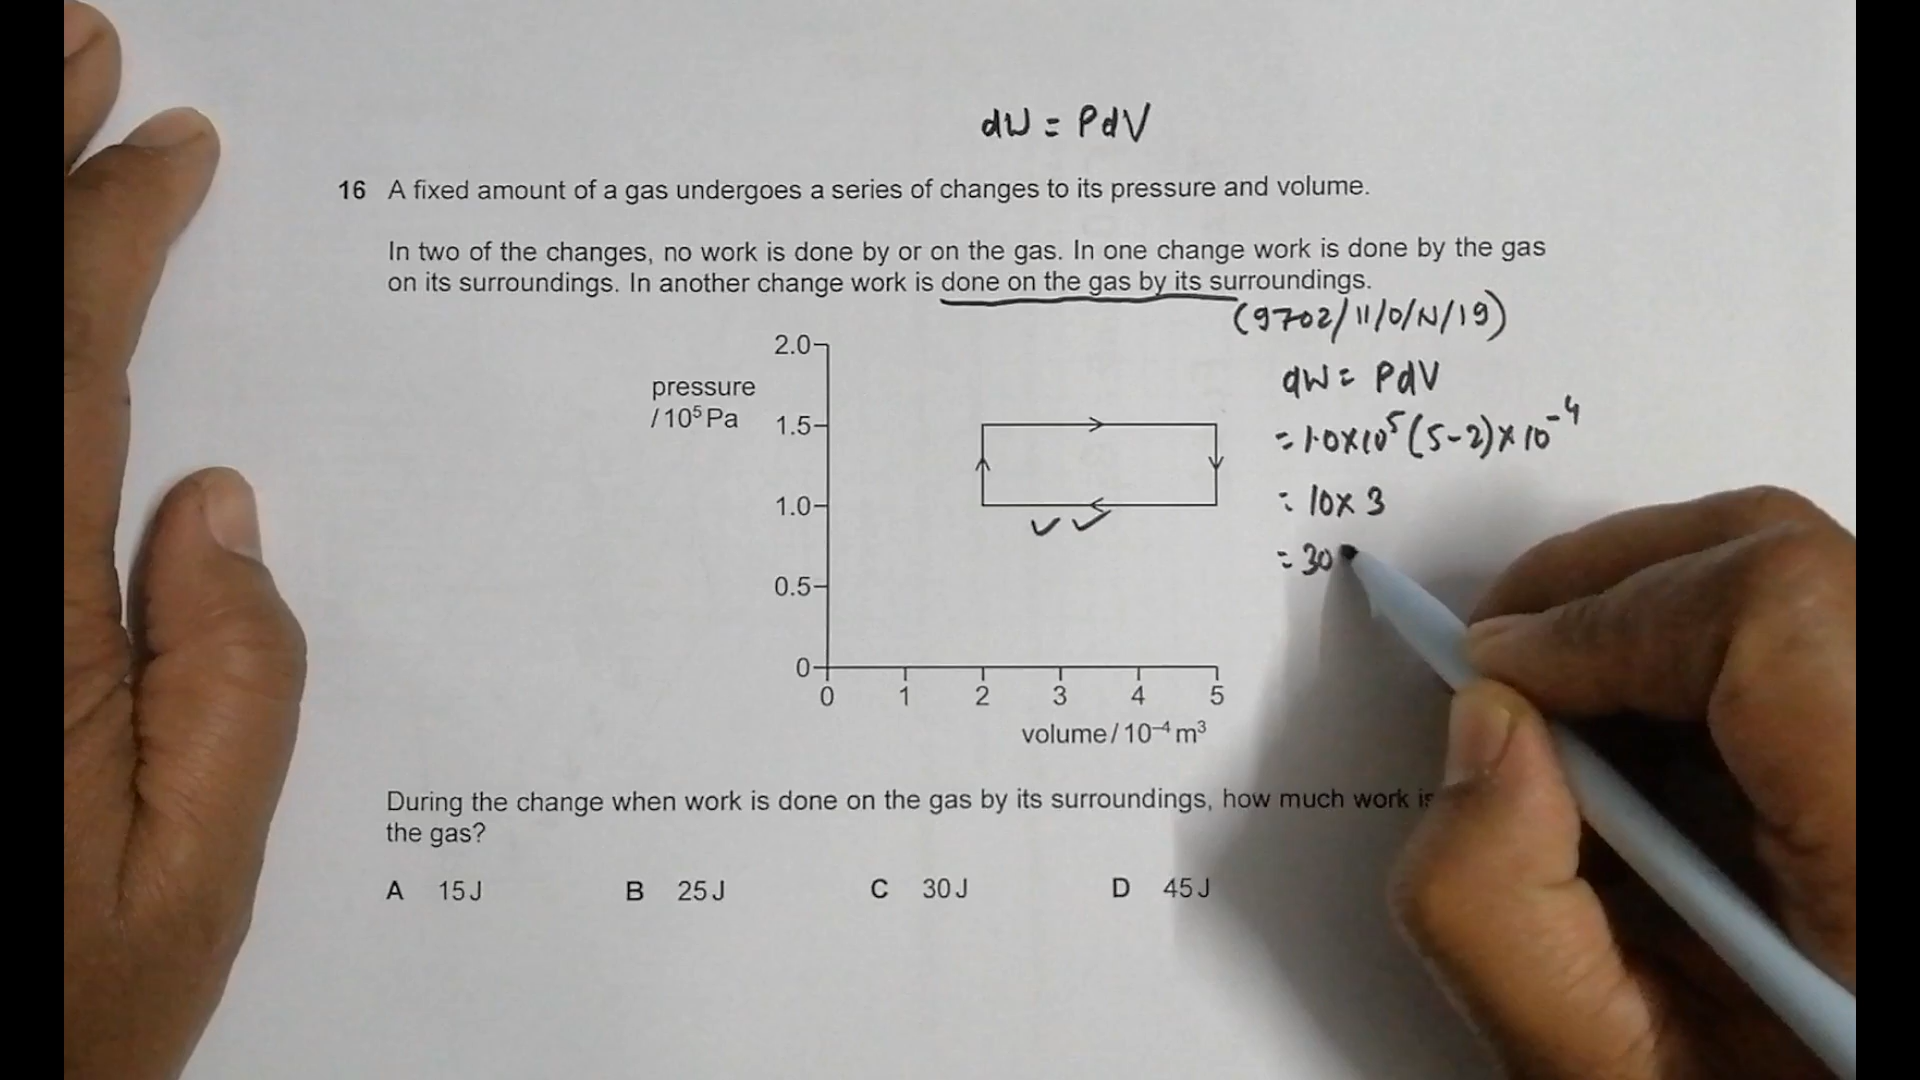 dW = PdV
16 A fixed amount of a gas undergoes a series of changes to its pressure and volume.
In two of the changes, no work is done by or on the gas. In one change work is done by the gas
on its surroundings. In another change work is done on the gas by its surroundings.
(9702/11/O/N/19)
2.0
pressure
/10⁵ Pa
1.5
1.0
0.5
0
0 1 2 3 4 5
volume/10⁻⁴ m³
dW = PdV
= 1.0×10⁵ (5-2)×10⁻⁴
= 10×3
= 30
During the change when work is done on the gas by its surroundings, how much work
the gas?
A 15 J B 25 J C 30 J D 45 J